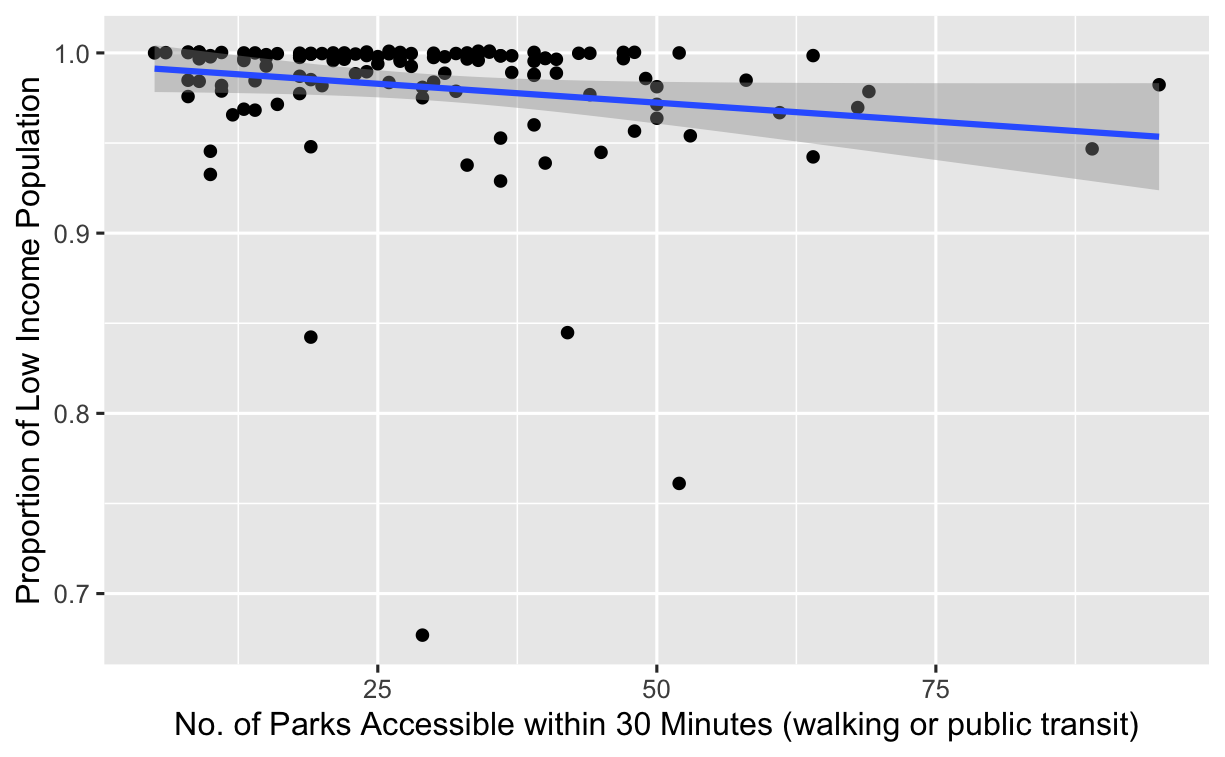 Proportion of Low Income Population
1.0
0.9
0.8
0.7
25 50 75
No. of Parks Accessible within 30 Minutes (walking or public transit)